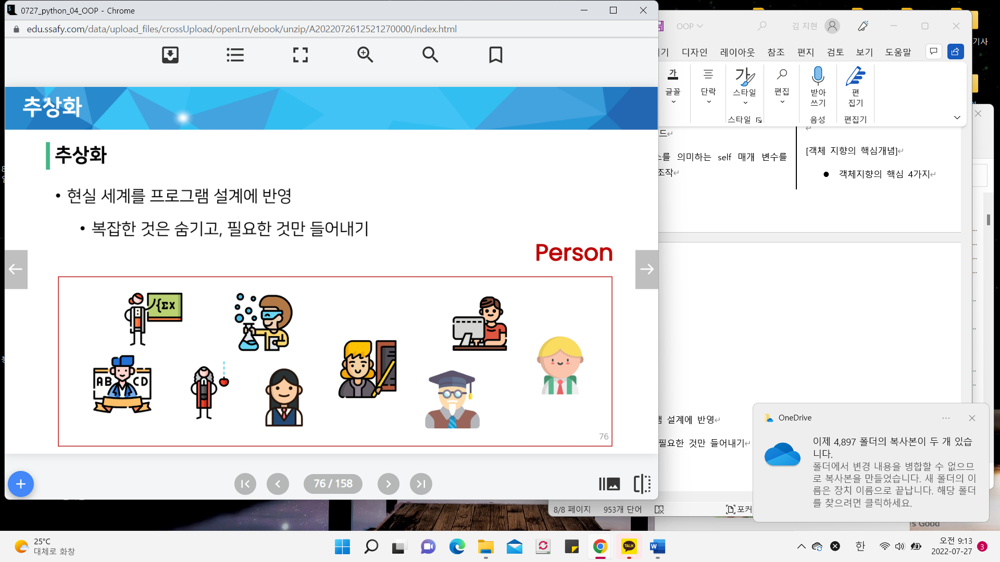 0727_python_04_OOP - Chrome
edu.ssafy.com/data/upload_files/crossUpload/openLrn/ebook/unzip/A2022072612521270000/index.html
추상화
추상화
• 현실 세계를 프로그램 설계에 반영
• 복잡한 것은 숨기고, 필요한 것만 들어내기
Person
{ΣX
AB CD
76
76 / 158
OOP
김 지현
디자인 레이아웃 참조 편지 검토 보기 도움말
가
글꼴
단락
가
스타일
편집
받아
쓰기
편
집기
스타일
음성
편집기
드
의미하는 self 매개 변수를
조작
[객체 지향의 핵심개념]
● 객체지향의 핵심 4가지
설계에 반영
필요한 것만 들어내기
8/8 페이지 953개 단어
포커
기사
OneDrive
이제 4,897 폴더의 복사본이 두 개 있습
니다.
폴더에서 변경 내용을 병합할 수 없으므
로 복사본을 만들었습니다. 새 폴더의 이
름은 장치 이름으로 끝납니다. 해당 폴더
를 찾으려면 클릭하세요.
's Good
25°C
대체로 화창
TALK
W
한
오전 9:13
2022-07-27
3